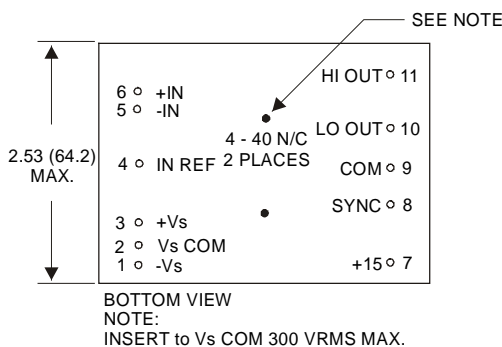 SEE NOTE
HI OUT 11
6 +IN
5 -IN
4 - 40 N/C
2 PLACES
LO OUT 10
2.53 (64.2)
MAX.
4 IN REF
COM 9
SYNC 8
3 +Vs
2 Vs COM
1 -Vs
+15 7
BOTTOM VIEW
NOTE:
INSERT to Vs COM 300 VRMS MAX.